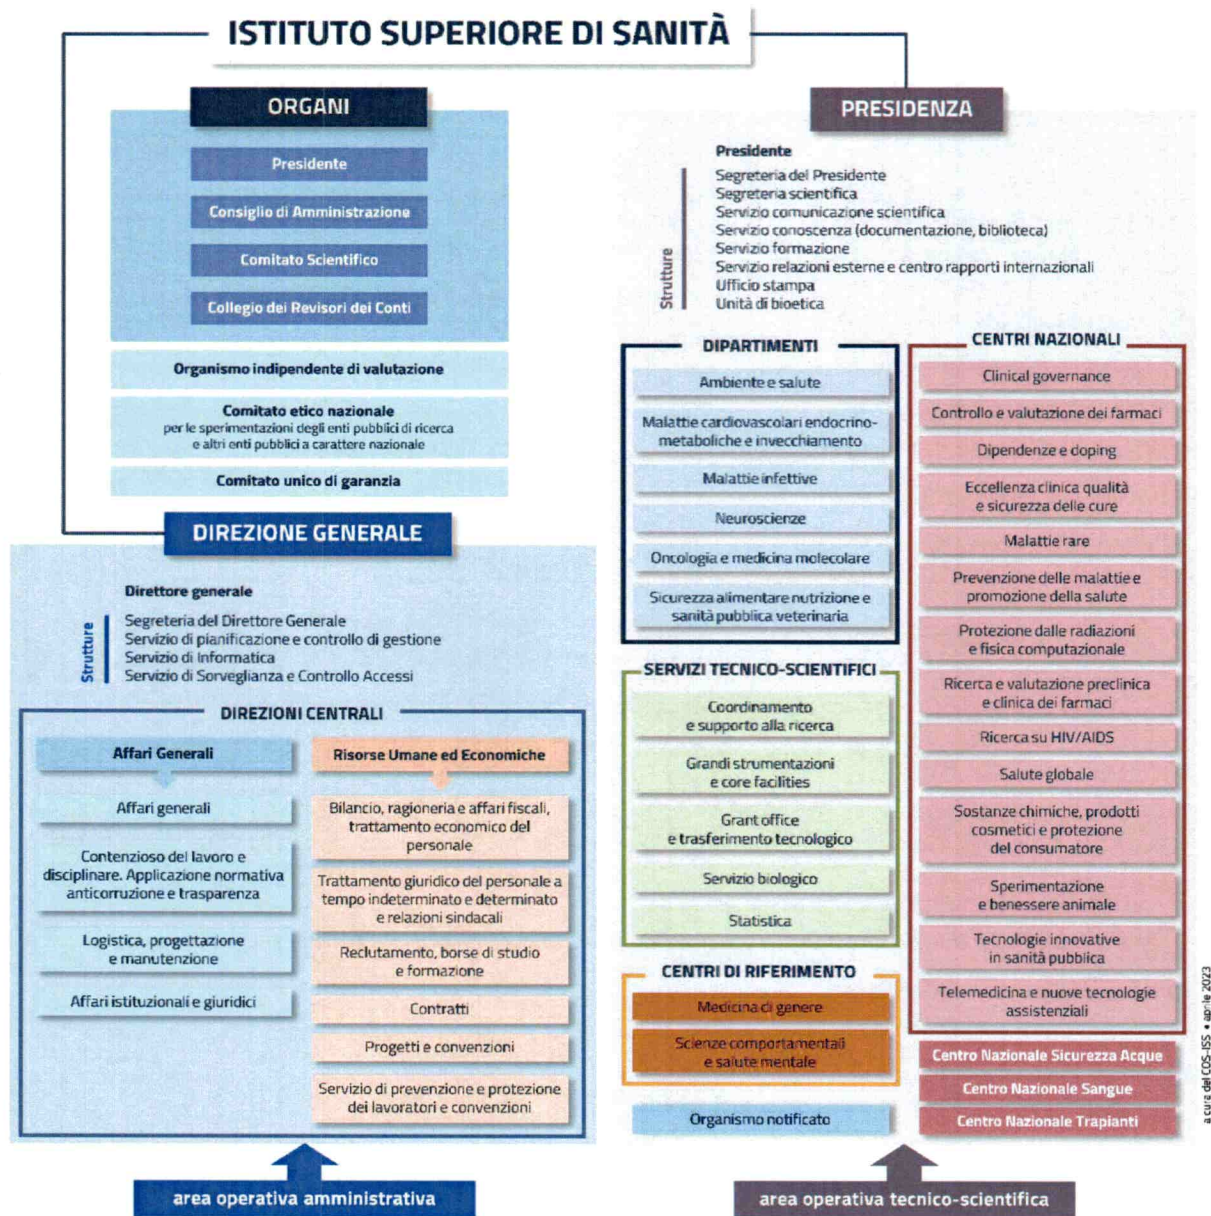 ISTITUTO SUPERIORE DI SANITÀ
ORGANI
Presidente
Consiglio di Amministrazione
Comitato Scientifico
Collegio dei Revisori dei Conti
Organismo indipendente di valutazione
Comitato etico nazionale
per le sperimentazioni degli enti pubblici di ricerca
e altri enti pubblici a carattere nazionale
Comitato unico di garanzia
DIREZIONE GENERALE
Direttore generale
Strutture
Segreteria del Direttore Generale
Servizio di pianificazione e controllo di gestione
Servizio di Informatica
Servizio di Sorveglianza e Controllo Accessi
DIREZIONI CENTRALI
Affari Generali
Affari generali
Contenzioso del lavoro e
disciplinare. Applicazione normativa
anticorruzione e trasparenza
Logistica, progettazione
e manutenzione
Affari istituzionali e giuridici
Risorse Umane ed Economiche
Bilancio, ragioneria e affari fiscali,
trattamento economico del
personale
Trattamento giuridico del personale a
tempo indeterminato e determinato
e relazioni sindacali
Reclutamento, borse di studio
e formazione
Contratti
Progetti e convenzioni
Servizio di prevenzione e protezione
dei lavoratori e convenzioni
area operativa amministrativa
PRESIDENZA
Presidente
Strutture
Segreteria del Presidente
Segreteria scientifica
Servizio comunicazione scientifica
Servizio conoscenza (documentazione, biblioteca)
Servizio formazione
Servizio relazioni esterne e centro rapporti internazionali
Ufficio stampa
Unità di bioetica
DIPARTIMENTI
Ambiente e salute
Malattie cardiovascolari endocrino-
metaboliche e invecchiamento
Malattie infettive
Neuroscienze
Oncologia e medicina molecolare
Sicurezza alimentare nutrizione e
sanità pubblica veterinaria
SERVIZI TECNICO-SCIENTIFICI
Coordinamento
e supporto alla ricerca
Grandi strumentazioni
e core facilities
Grant office
e trasferimento tecnologico
Servizio biologico
Statistica
CENTRI DI RIFERIMENTO
Medicina di genere
Scienze comportamentali
e salute mentale
Organismo notificato
CENTRI NAZIONALI
Clinical governance
Controllo e valutazione dei farmaci
Dipendenze e doping
Eccellenza clinica qualità
e sicurezza delle cure
Malattie rare
Prevenzione delle malattie e
promozione della salute
Protezione dalle radiazioni
e fisica computazionale
Ricerca e valutazione preclinica
e clinica dei farmaci
Ricerca su HIV/AIDS
Salute globale
Sostanze chimiche, prodotti
cosmetici e protezione
del consumatore
Sperimentazione
e benessere animale
Tecnologie innovative
in sanità pubblica
Telemedicina e nuove tecnologie
assistenziali
Centro Nazionale Sicurezza Acque
Centro Nazionale Sangue
Centro Nazionale Trapianti
area operativa tecnico-scientifica
a cura del COS-ISS • aprile 2023